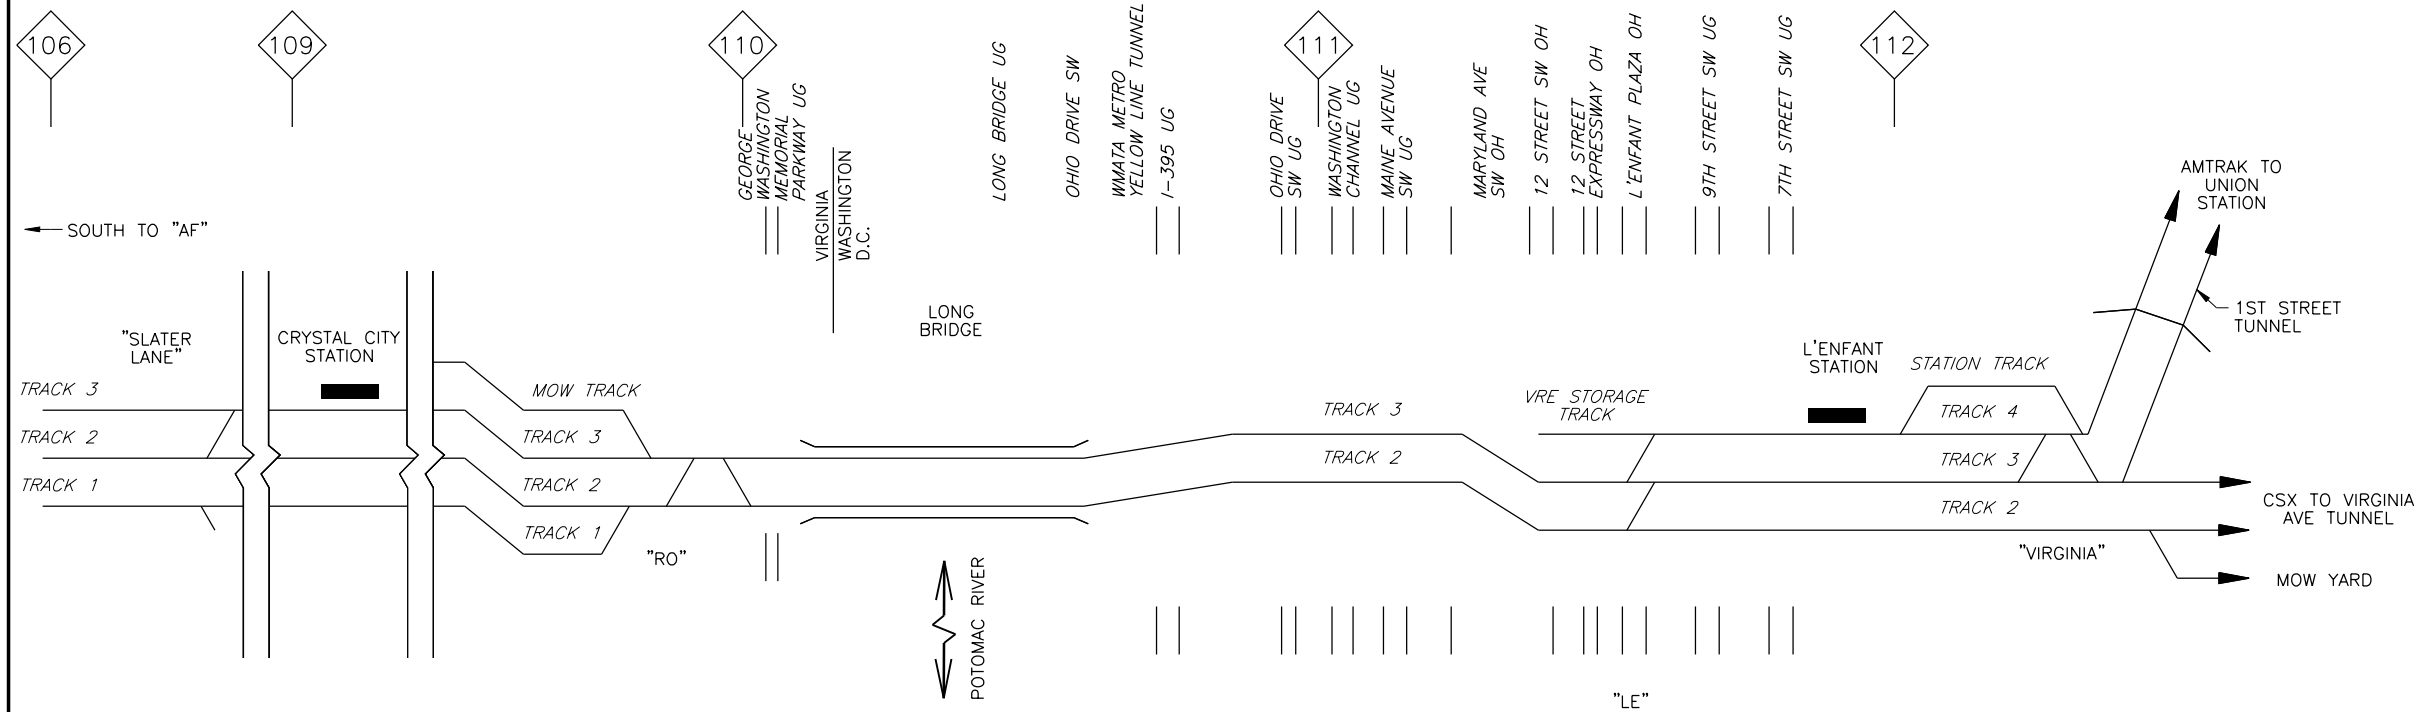 106
109
110
111
112
GEORGE
WASHINGTON
MEMORIAL
PARKWAY UG
VIRGINIA
WASHINGTON
D.C.
LONG BRIDGE UG
OHIO DRIVE SW
WMATA METRO
YELLOW LINE TUNNEL
I-395 UG
OHIO DRIVE
SW UG
WASHINGTON
CHANNEL UG
MAINE AVENUE
SW UG
MARYLAND AVE
SW OH
12 STREET SW OH
12 STREET
EXPRESSWAY OH
L'ENFANT PLAZA OH
9TH STREET SW UG
7TH STREET SW UG
AMTRAK TO
UNION
STATION
SOUTH TO "AF"
1ST STREET
TUNNEL
LONG
BRIDGE
"SLATER
LANE"
CRYSTAL CITY
STATION
L'ENFANT
STATION
STATION TRACK
TRACK 3
MOW TRACK
VRE STORAGE
TRACK
TRACK 3
TRACK 4
TRACK 2
TRACK 3
TRACK 2
TRACK 3
TRACK 1
TRACK 2
TRACK 2
CSX TO VIRGINIA
AVE TUNNEL
TRACK 1
"RO"
"VIRGINIA"
MOW YARD
POTOMAC RIVER
"LE"